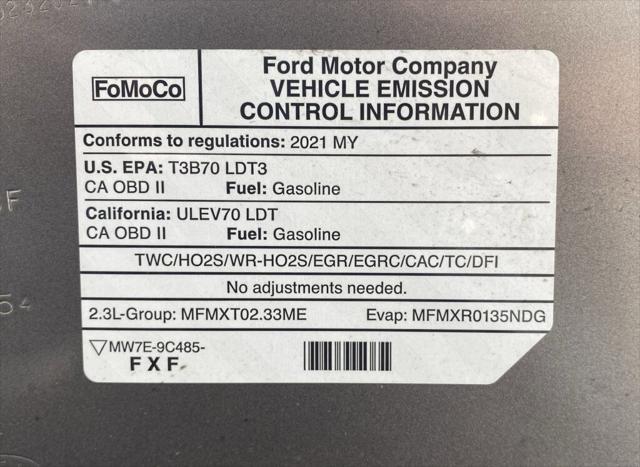 FoMoCo
Ford Motor Company
VEHICLE EMISSION
CONTROL INFORMATION
Conforms to regulations: 2021 MY
U.S. EPA: T3B70 LDT3
CA OBD II Fuel: Gasoline
California: ULEV70 LDT
CA OBD II Fuel: Gasoline
TWC/HO2S/WR-HO2S/EGR/EGRC/CAC/TC/DFI
No adjustments needed.
2.3L-Group: MFMXT02.33ME Evap: MFMXR0135NDG
MW7E-9C485-
F X F